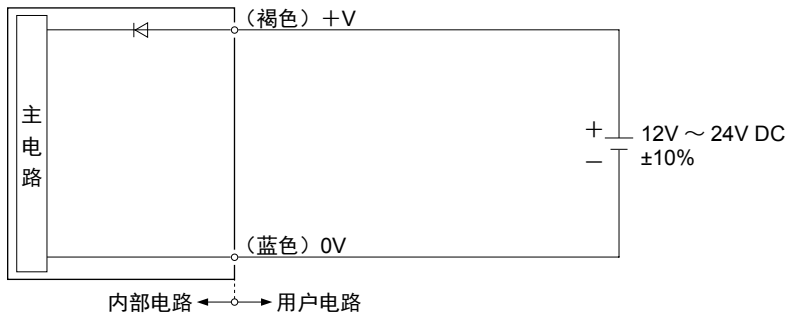 （褐色）＋V
主电路
＋
－
12V ～ 24V DC
±10%
（蓝色）0V
内部电路
用户电路